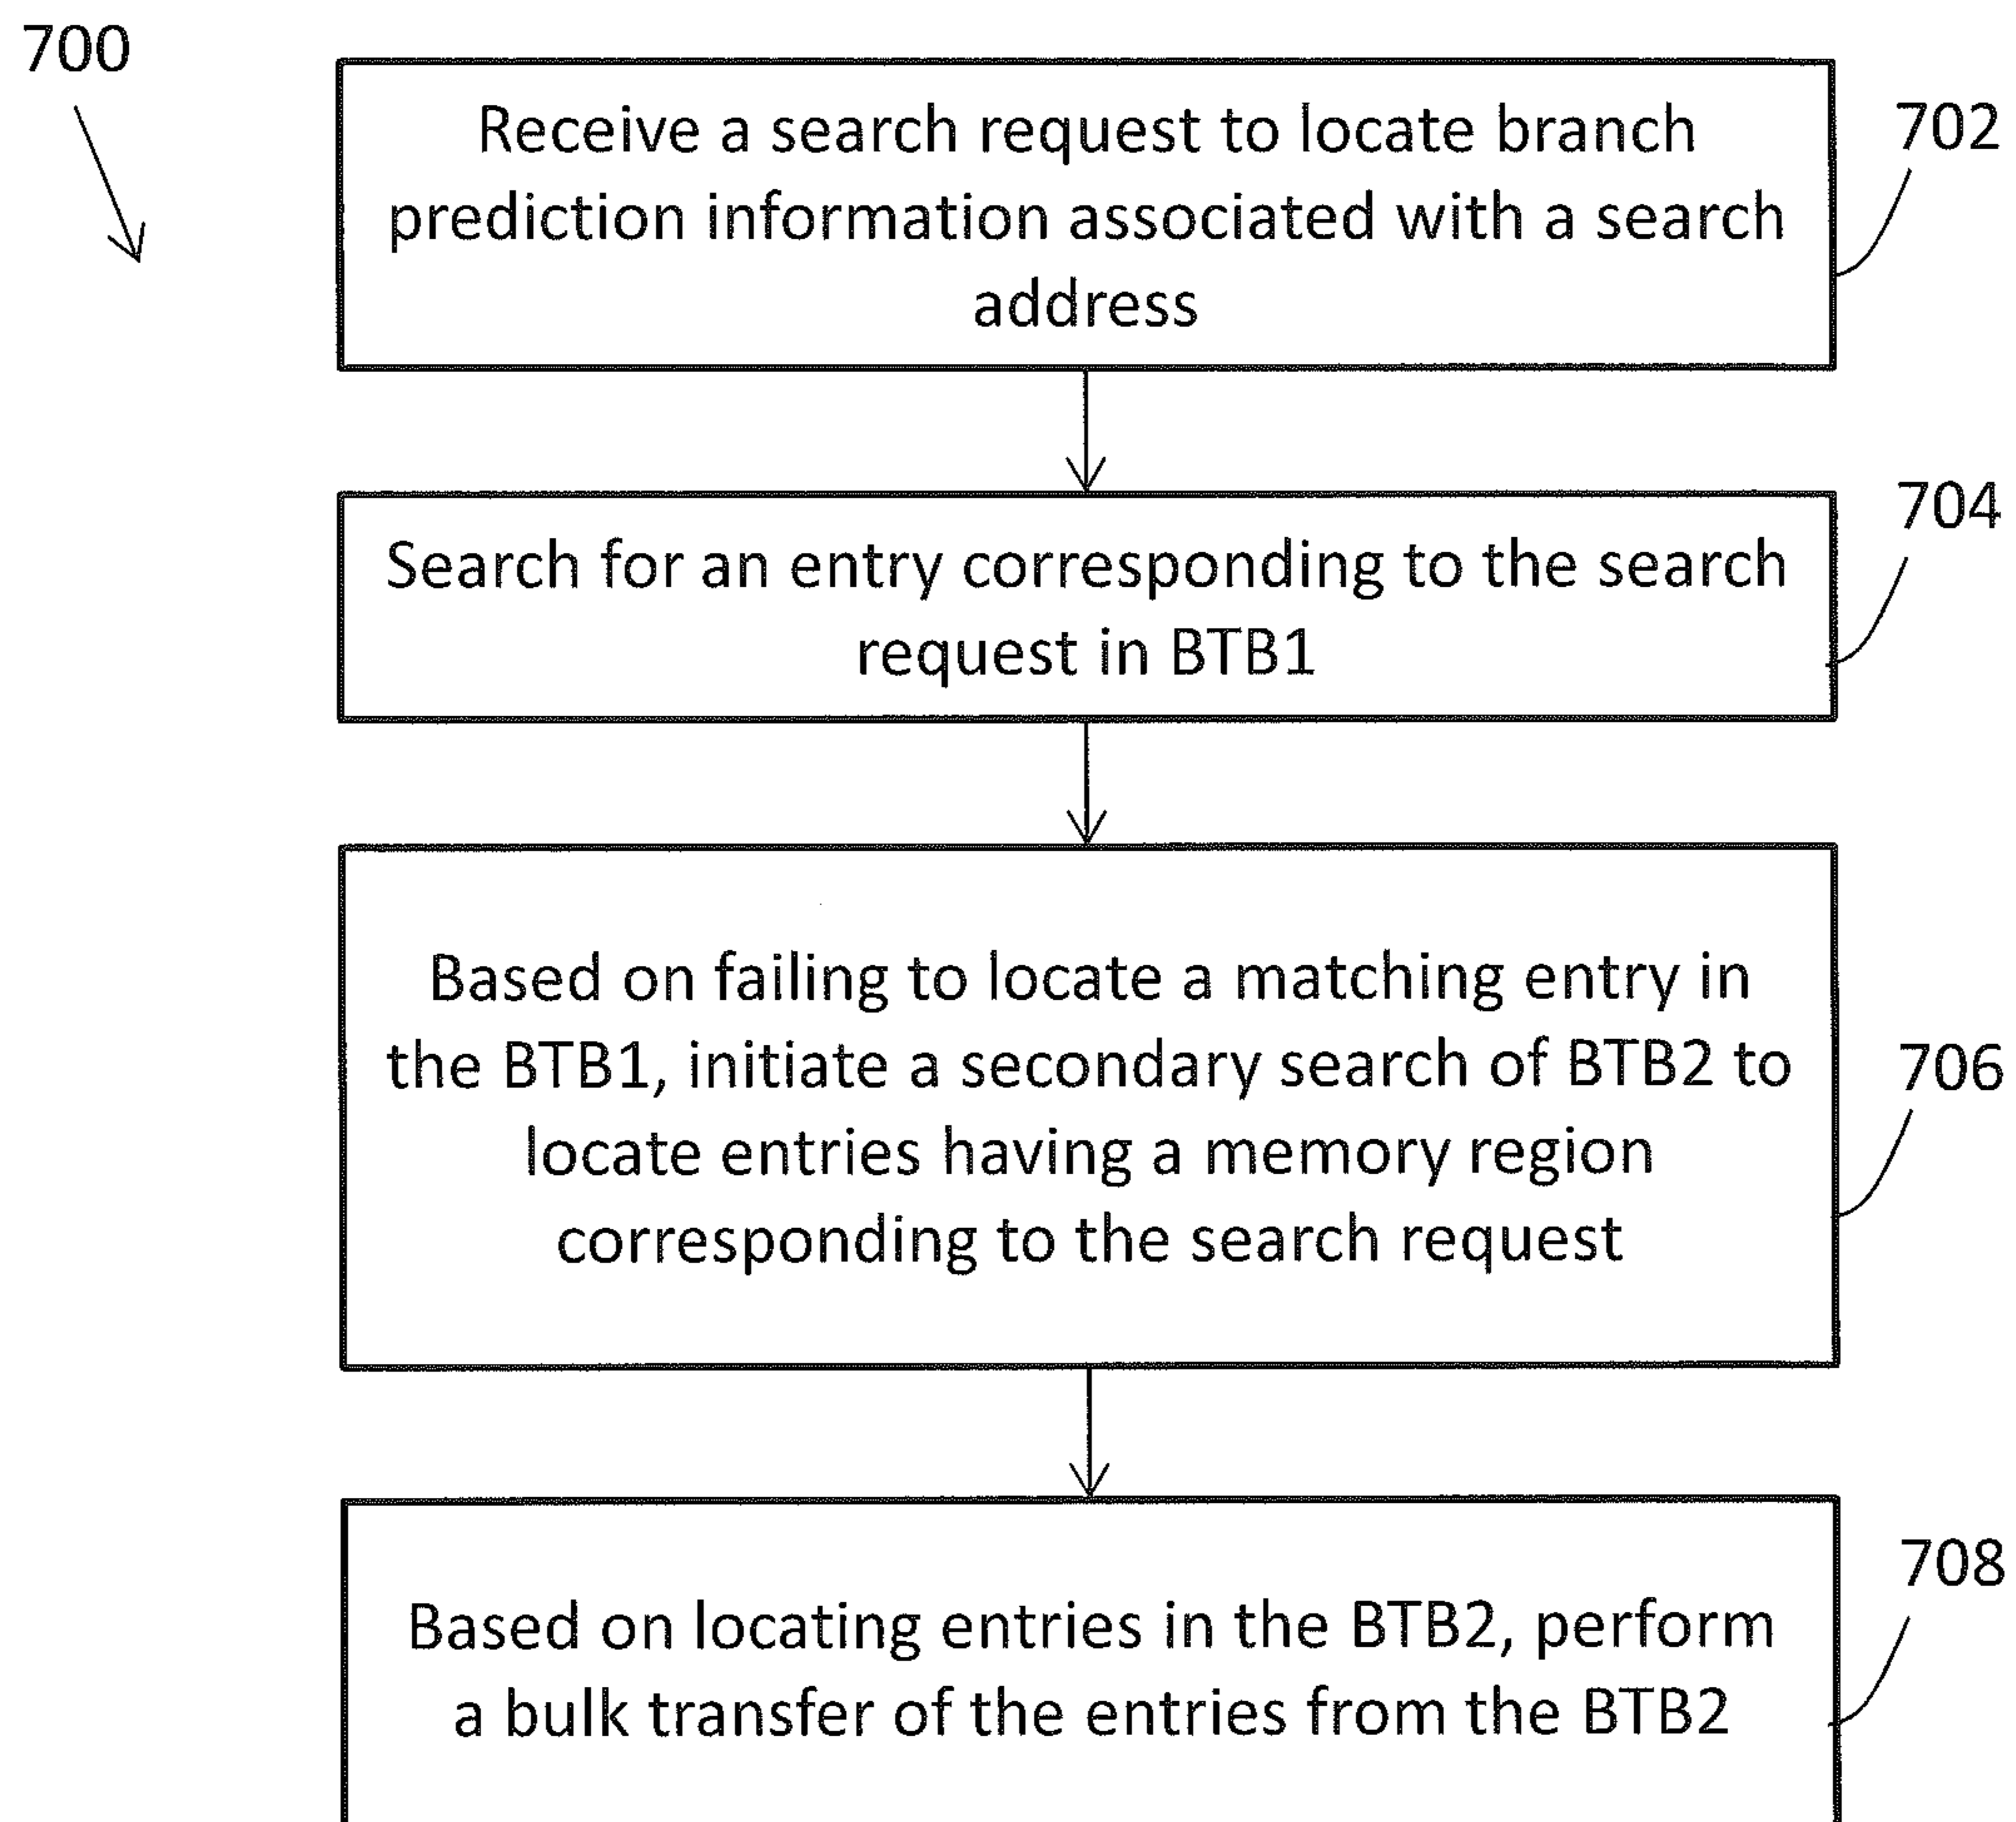 700
Receive a search request to locate branch
prediction information associated with a search
address
702
Search for an entry corresponding to the search
request in BTB1
704
Based on failing to locate a matching entry in
the BTB1, initiate a secondary search of BTB2 to
locate entries having a memory region
corresponding to the search request
706
Based on locating entries in the BTB2, perform
a bulk transfer of the entries from the BTB2
708